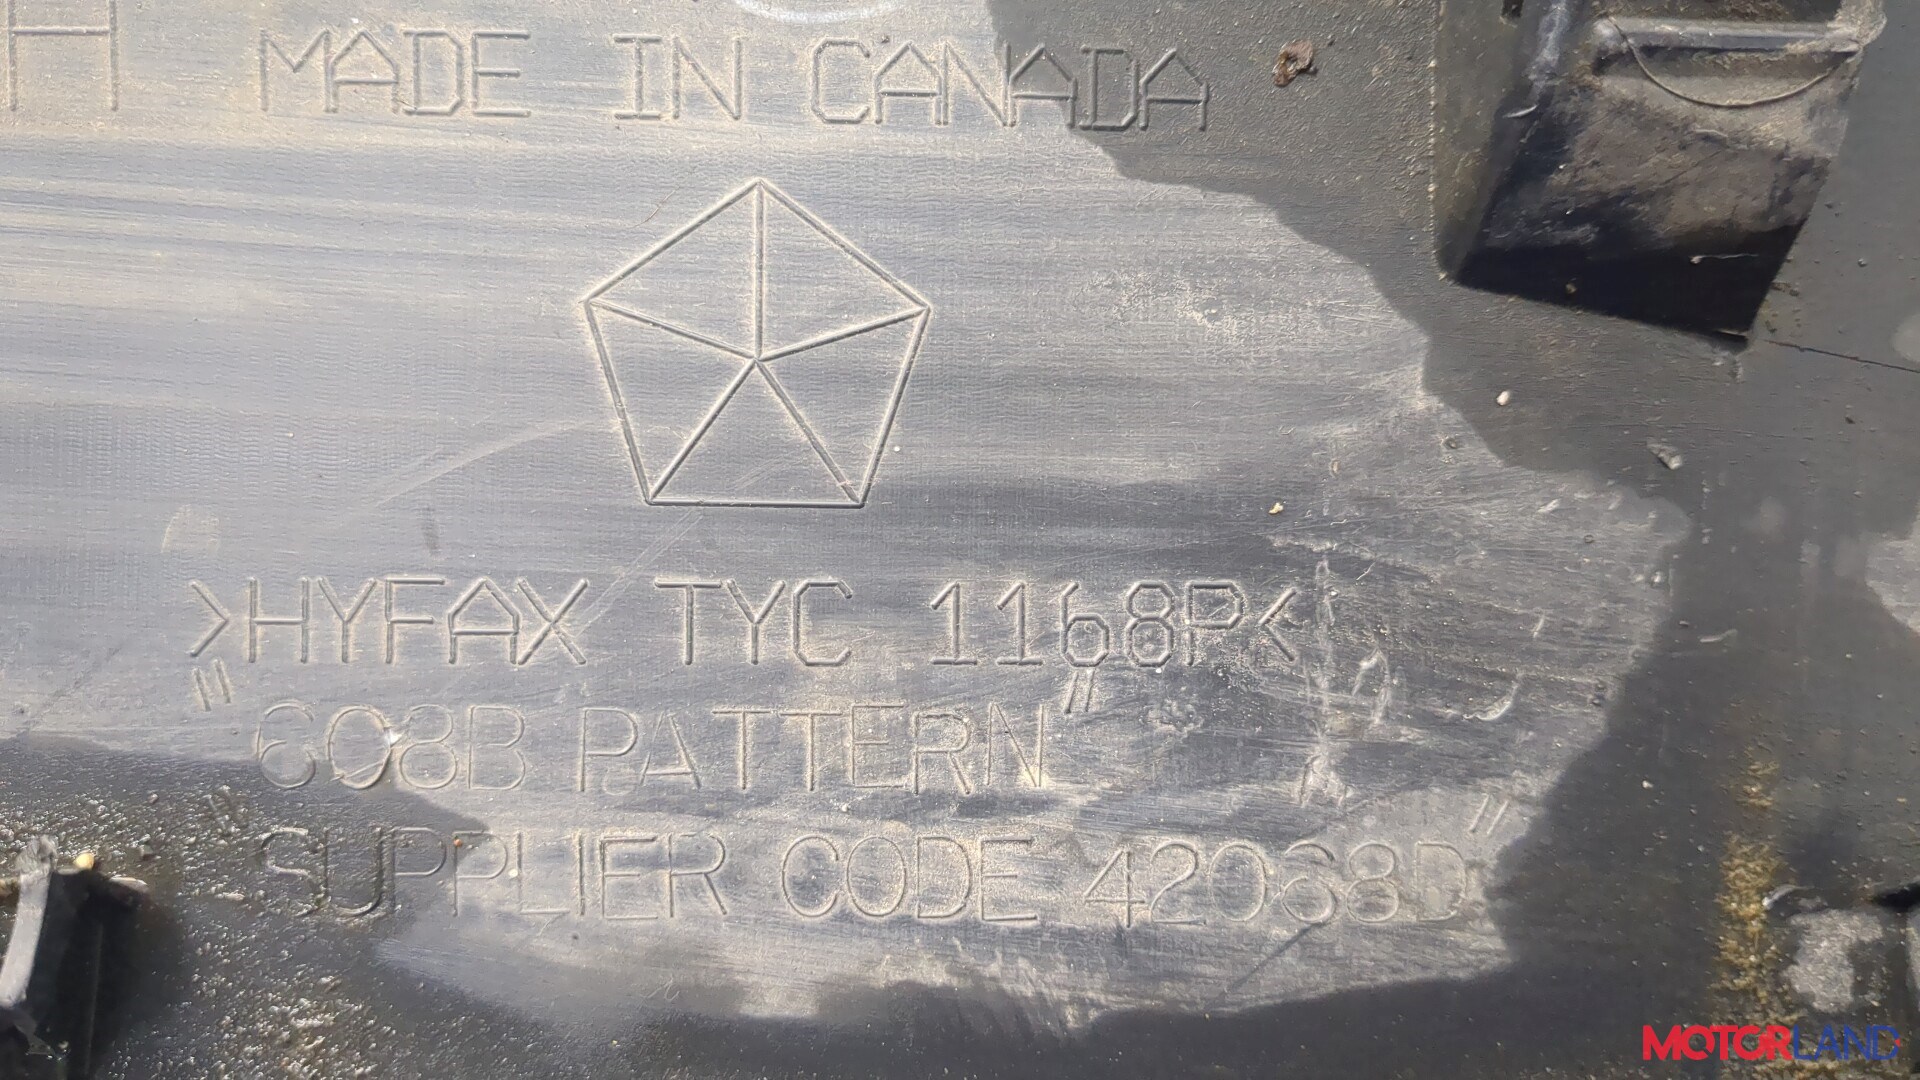 H MADE IN CANADA
>HYFAX TYC 1168P<
"608B PATTERN"
"SUPPLIER CODE 42068D"
MOTORLAND